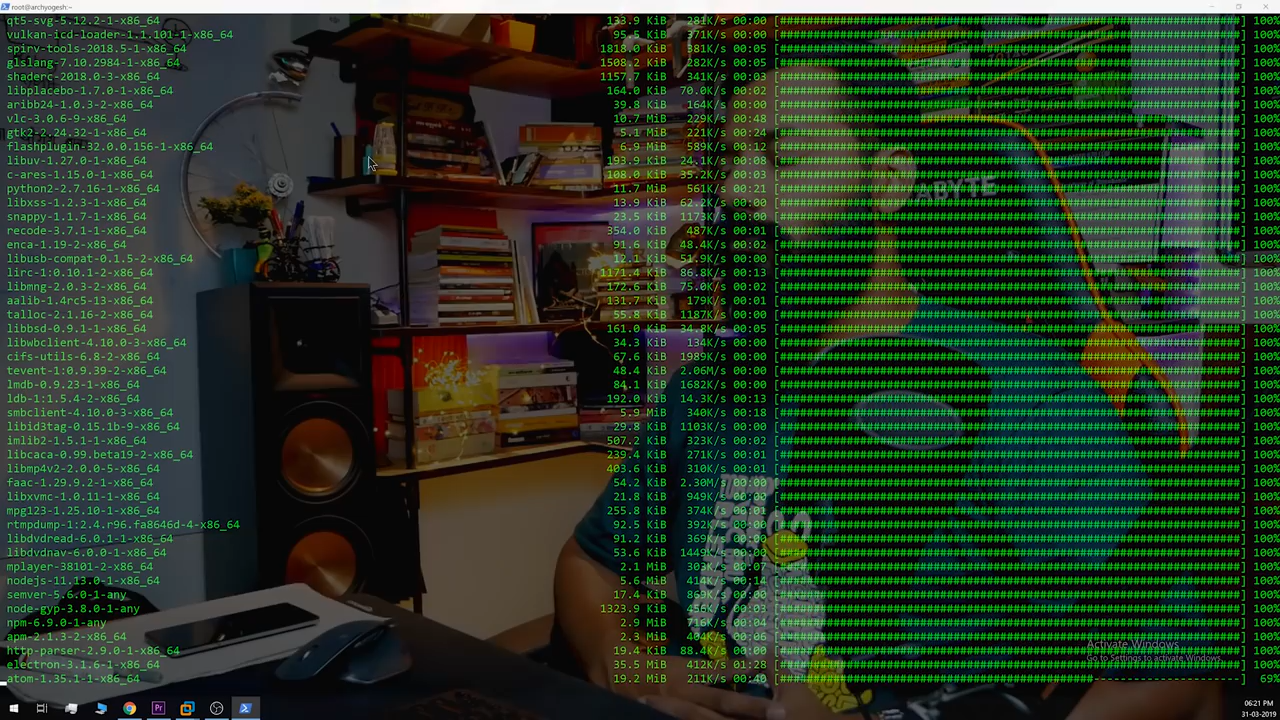 root@archyogesh:~
qt5-svg-5.12.2-1-x86_64 133.9 KiB 281K/s 00:00 100%
vulkan-icd-loader-1.1.101-1-x86_64 95.5 KiB 371K/s 00:00 100%
spirv-tools-2018.5-1-x86_64 1818.0 KiB 381K/s 00:05 100%
glslang-7.10.2984-1-x86_64 1508.2 KiB 282K/s 00:05 100%
shaderc-2018.0-3-x86_64 1157.7 KiB 341K/s 00:03 100%
libplacebo-1.7.0-1-x86_64 164.0 KiB 70.0K/s 00:02 100%
aribb24-1.0.3-2-x86_64 39.8 KiB 164K/s 00:00 100%
vlc-3.0.6-9-x86_64 10.7 MiB 229K/s 00:48 100%
gtk2-2.24.32-1-x86_64 5.1 MiB 221K/s 00:24 100%
flashplugin-32.0.0.156-1-x86_64 6.9 MiB 589K/s 00:12 100%
libuv-1.27.0-1-x86_64 193.9 KiB 24.1K/s 00:08 100%
c-ares-1.15.0-1-x86_64 108.0 KiB 35.2K/s 00:03 100%
python2-2.7.16-1-x86_64 11.7 MiB 561K/s 00:21 100%
libxss-1.2.3-1-x86_64 13.9 KiB 62.2K/s 00:00 100%
snappy-1.1.7-1-x86_64 23.5 KiB 1173K/s 00:00 100%
recode-3.7.1-1-x86_64 354.0 KiB 487K/s 00:01 100%
enca-1.19-2-x86_64 91.6 KiB 48.4K/s 00:02 100%
libusb-compat-0.1.5-2-x86_64 12.1 KiB 51.9K/s 00:00 100%
lirc-1:0.10.1-2-x86_64 1171.4 KiB 86.8K/s 00:13 100%
libmng-2.0.3-2-x86_64 172.6 KiB 75.0K/s 00:02 100%
aalib-1.4rc5-13-x86_64 131.7 KiB 179K/s 00:01 100%
talloc-2.1.16-2-x86_64 55.8 KiB 1187K/s 00:00 100%
libbsd-0.9.1-1-x86_64 161.0 KiB 34.8K/s 00:05 100%
libwbclient-4.10.0-3-x86_64 34.3 KiB 134K/s 00:00 100%
cifs-utils-6.8-2-x86_64 67.6 KiB 1989K/s 00:00 100%
tevent-1:0.9.39-2-x86_64 48.4 KiB 2.06M/s 00:00 100%
lmdb-0.9.23-1-x86_64 84.1 KiB 1682K/s 00:00 100%
ldb-1:1.5.4-2-x86_64 192.0 KiB 14.3K/s 00:13 100%
smbclient-4.10.0-3-x86_64 5.9 MiB 340K/s 00:18 100%
libid3tag-0.15.1b-9-x86_64 29.8 KiB 1103K/s 00:00 100%
imlib2-1.5.1-1-x86_64 507.2 KiB 323K/s 00:02 100%
libcaca-0.99.beta19-2-x86_64 239.4 KiB 271K/s 00:01 100%
libmp4v2-2.0.0-5-x86_64 403.6 KiB 310K/s 00:01 100%
faac-1.29.9.2-1-x86_64 54.2 KiB 2.30M/s 00:00 100%
libxvmc-1.0.11-1-x86_64 21.8 KiB 949K/s 00:00 100%
mpg123-1.25.10-1-x86_64 255.8 KiB 374K/s 00:01 100%
rtmpdump-1:2.4.r96.fa8646d-4-x86_64 92.5 KiB 392K/s 00:00 100%
libdvdread-6.0.1-1-x86_64 91.2 KiB 369K/s 00:00 100%
libdvdnav-6.0.0-1-x86_64 53.6 KiB 1449K/s 00:00 100%
mplayer-38101-2-x86_64 2.1 MiB 303K/s 00:07 100%
nodejs-11.13.0-1-x86_64 5.6 MiB 414K/s 00:14 100%
semver-5.6.0-1-any 17.4 KiB 869K/s 00:00 100%
node-gyp-3.8.0-1-any 1323.9 KiB 456K/s 00:03 100%
npm-6.9.0-1-any 2.9 MiB 716K/s 00:04 100%
apm-2.1.3-2-x86_64 2.3 MiB 404K/s 00:06 100%
http-parser-2.9.0-1-x86_64 19.4 KiB 88.4K/s 00:00 100%
electron-3.1.6-1-x86_64 35.5 MiB 412K/s 01:28 100%
atom-1.35.1-1-x86_64 19.2 MiB 211K/s 00:40 69%
ABYTE
Activate Windows
Go to Settings to activate Windows.
Pr
06:21 PM
31-03-2019